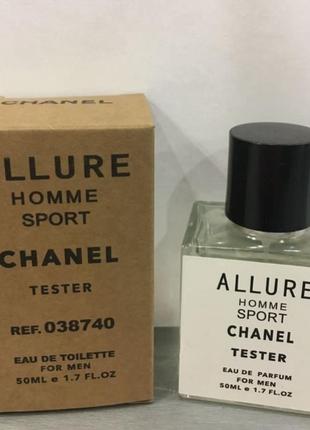 CHANEL
ALLURE
HOMME
SPORT
CHANEL
TESTER
REF. 038740
EAU DE TOILETTE
FOR MEN
50ML e 1.7 FL.OZ
ALLURE
HOMME
SPORT
CHANEL
TESTER
EAU DE PARFUM
FOR MEN
50ML e 1.7 FL.OZ